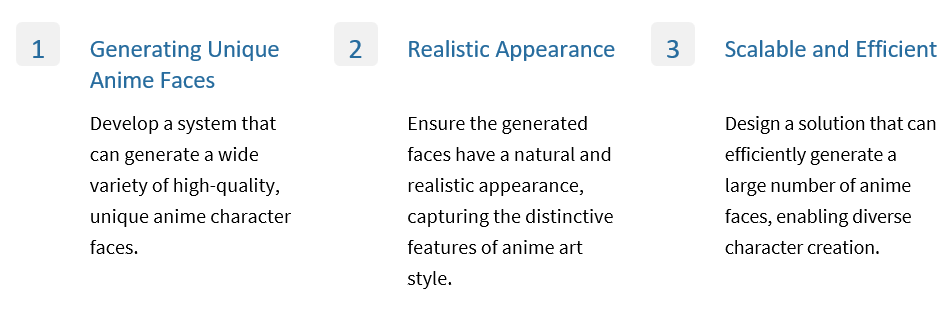 1
Generating Unique
Anime Faces
Develop a system that
can generate a wide
variety of high-quality,
unique anime character
faces.
2
Realistic Appearance
Ensure the generated
faces have a natural and
realistic appearance,
capturing the distinctive
features of anime art
style.
3
Scalable and Efficient
Design a solution that can
efficiently generate a
large number of anime
faces, enabling diverse
character creation.